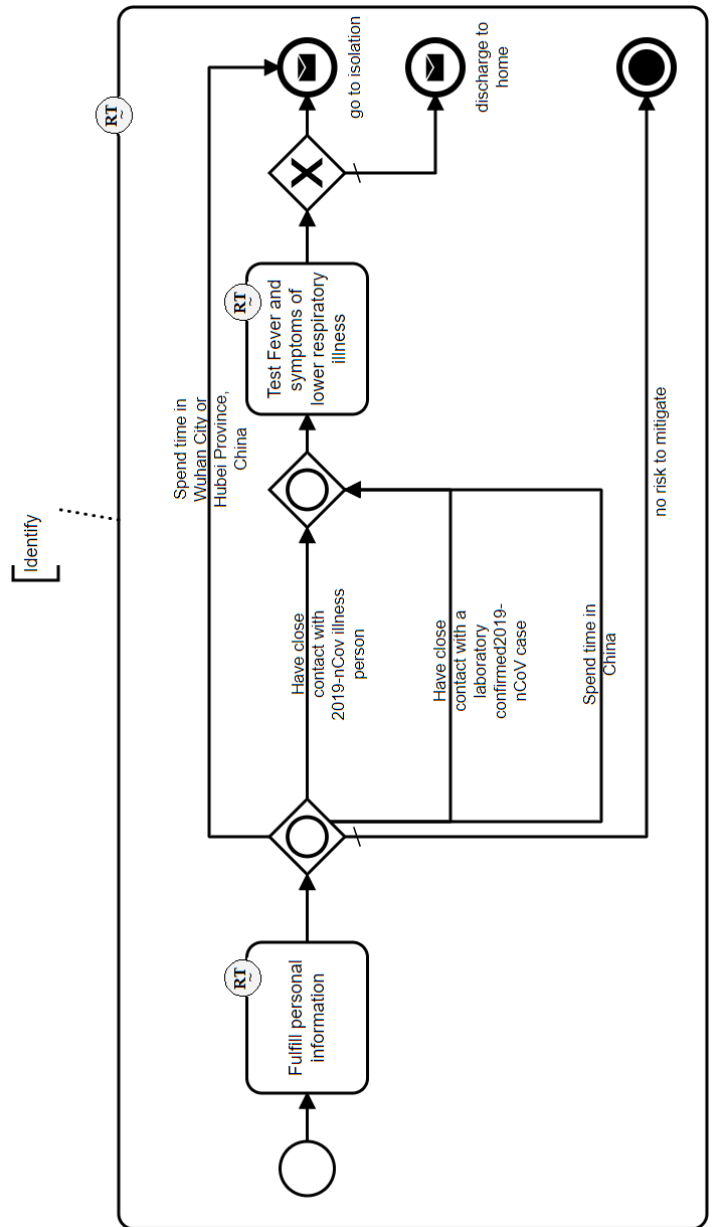 Identify
RT
~
Spend time in
Wuhan City or
Hubei Province,
China
RT
~
Fulfill personal
information
Have close
contact with
2019-nCov illness
person
RT
~
Test Fever and
symptoms of
lower respiratory
illness
X
go to isolation
Have close
contact with a
laboratory
confirmed2019-
nCoV case
discharge to
home
Spend time in
China
no risk to mitigate